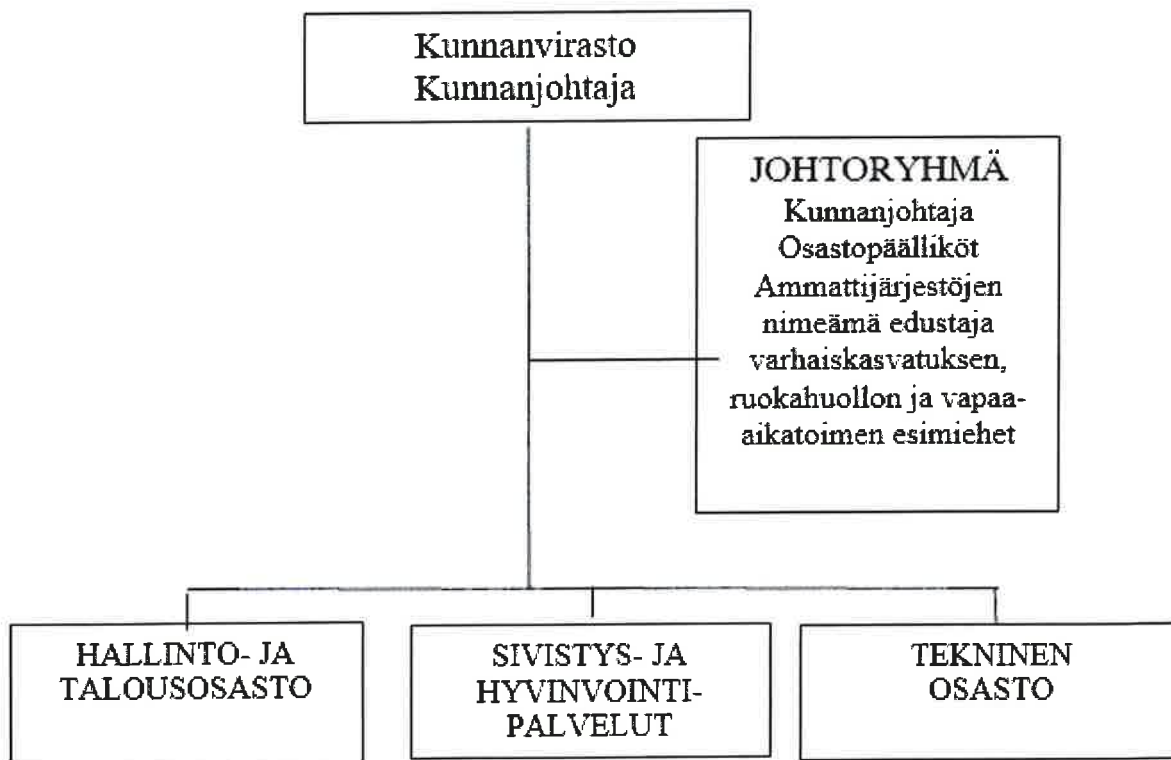 Kunnanvirasto
Kunnanjohtaja
JOHTORYHMÄ
Kunnanjohtaja
Osastopäälliköt
Ammattijärjestöjen
nimeämä edustaja
varhaiskasvatuksen,
ruokahuollon ja vapaa-
aikatoimen esimiehet
HALLINTO- JA
TALOUSOSASTO
SIVISTYS- JA
HYVINVOINTI-
PALVELUT
TEKNINEN
OSASTO